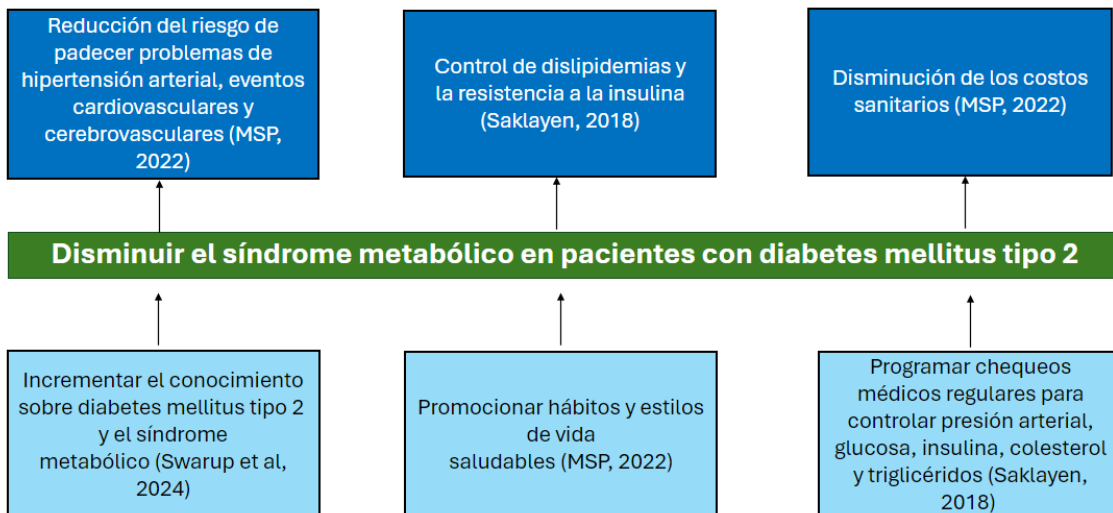 Reducción del riesgo de
padecer problemas de
hipertensión arterial, eventos
cardiovasculares y
cerebrovasculares (MSP,
2022)
Control de dislipidemias y
la resistencia a la insulina
(Saklayen, 2018)
Disminución de los costos
sanitarios (MSP, 2022)
Disminuir el síndrome metabólico en pacientes con diabetes mellitus tipo 2
Incrementar el conocimiento
sobre diabetes mellitus tipo 2
y el síndrome
metabólico (Swarup et al,
2024)
Promocionar hábitos y estilos
de vida
saludables (MSP, 2022)
Programar chequeos
médicos regulares para
controlar presión arterial,
glucosa, insulina, colesterol
y triglicéridos (Saklayen,
2018)